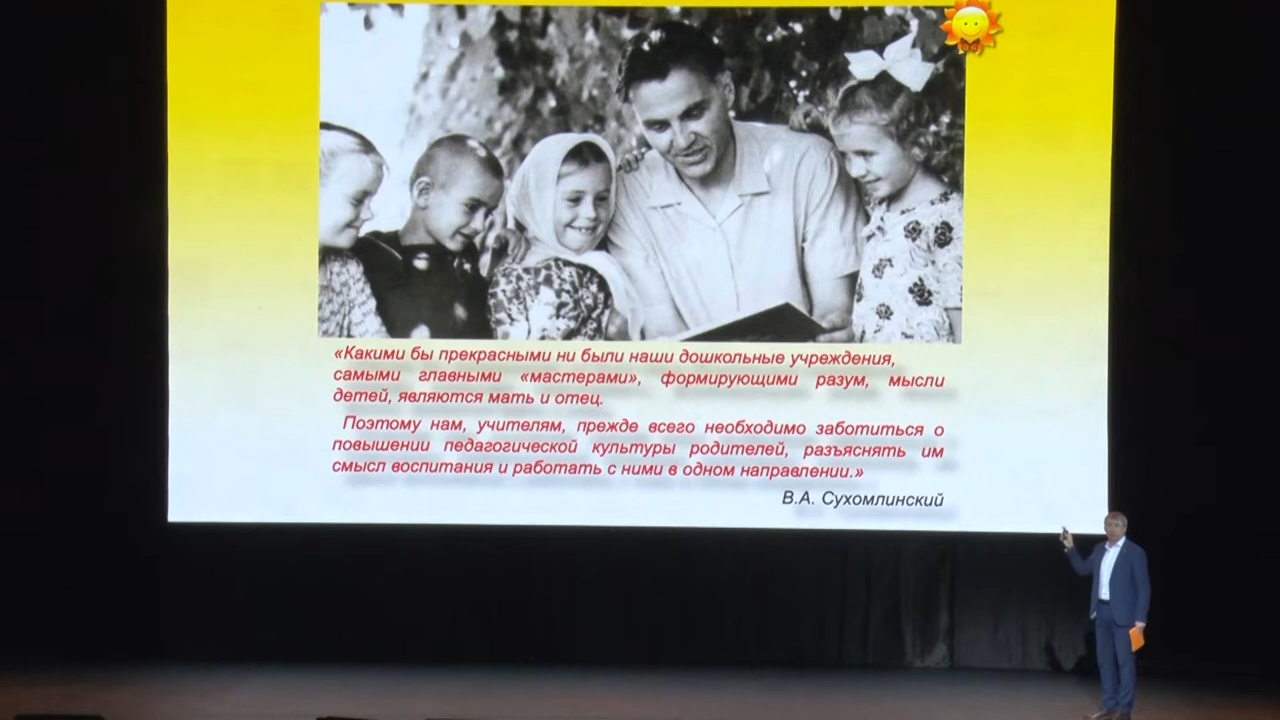 «Какими бы прекрасными ни были наши дошкольные учреждения,
самыми главными «мастерами», формирующими разум, мысли
детей, являются мать и отец.
Поэтому нам, учителям, прежде всего необходимо заботиться о
повышении педагогической культуры родителей, разъяснять им
смысл воспитания и работать с ними в одном направлении.»
В.А. Сухомлинский